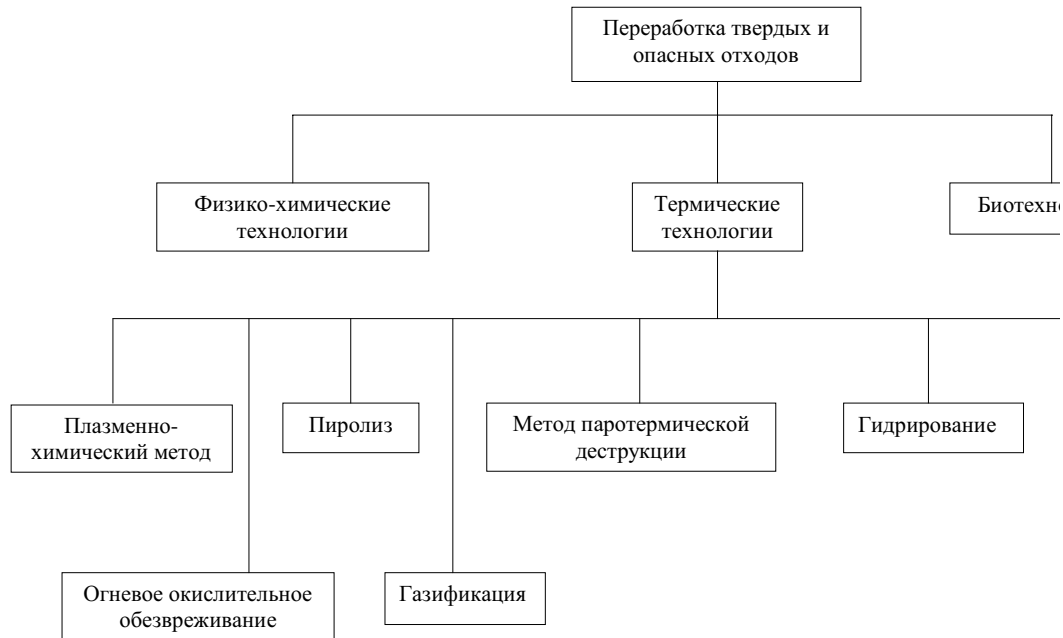 Переработка твердых и
опасных отходов
Физико-химические
технологии
Термические
технологии
Плазменно-
химический метод
Пиролиз
Метод паротермической
деструкции
Гидрирование
Огневое окислительное
обезвреживание
Газификация